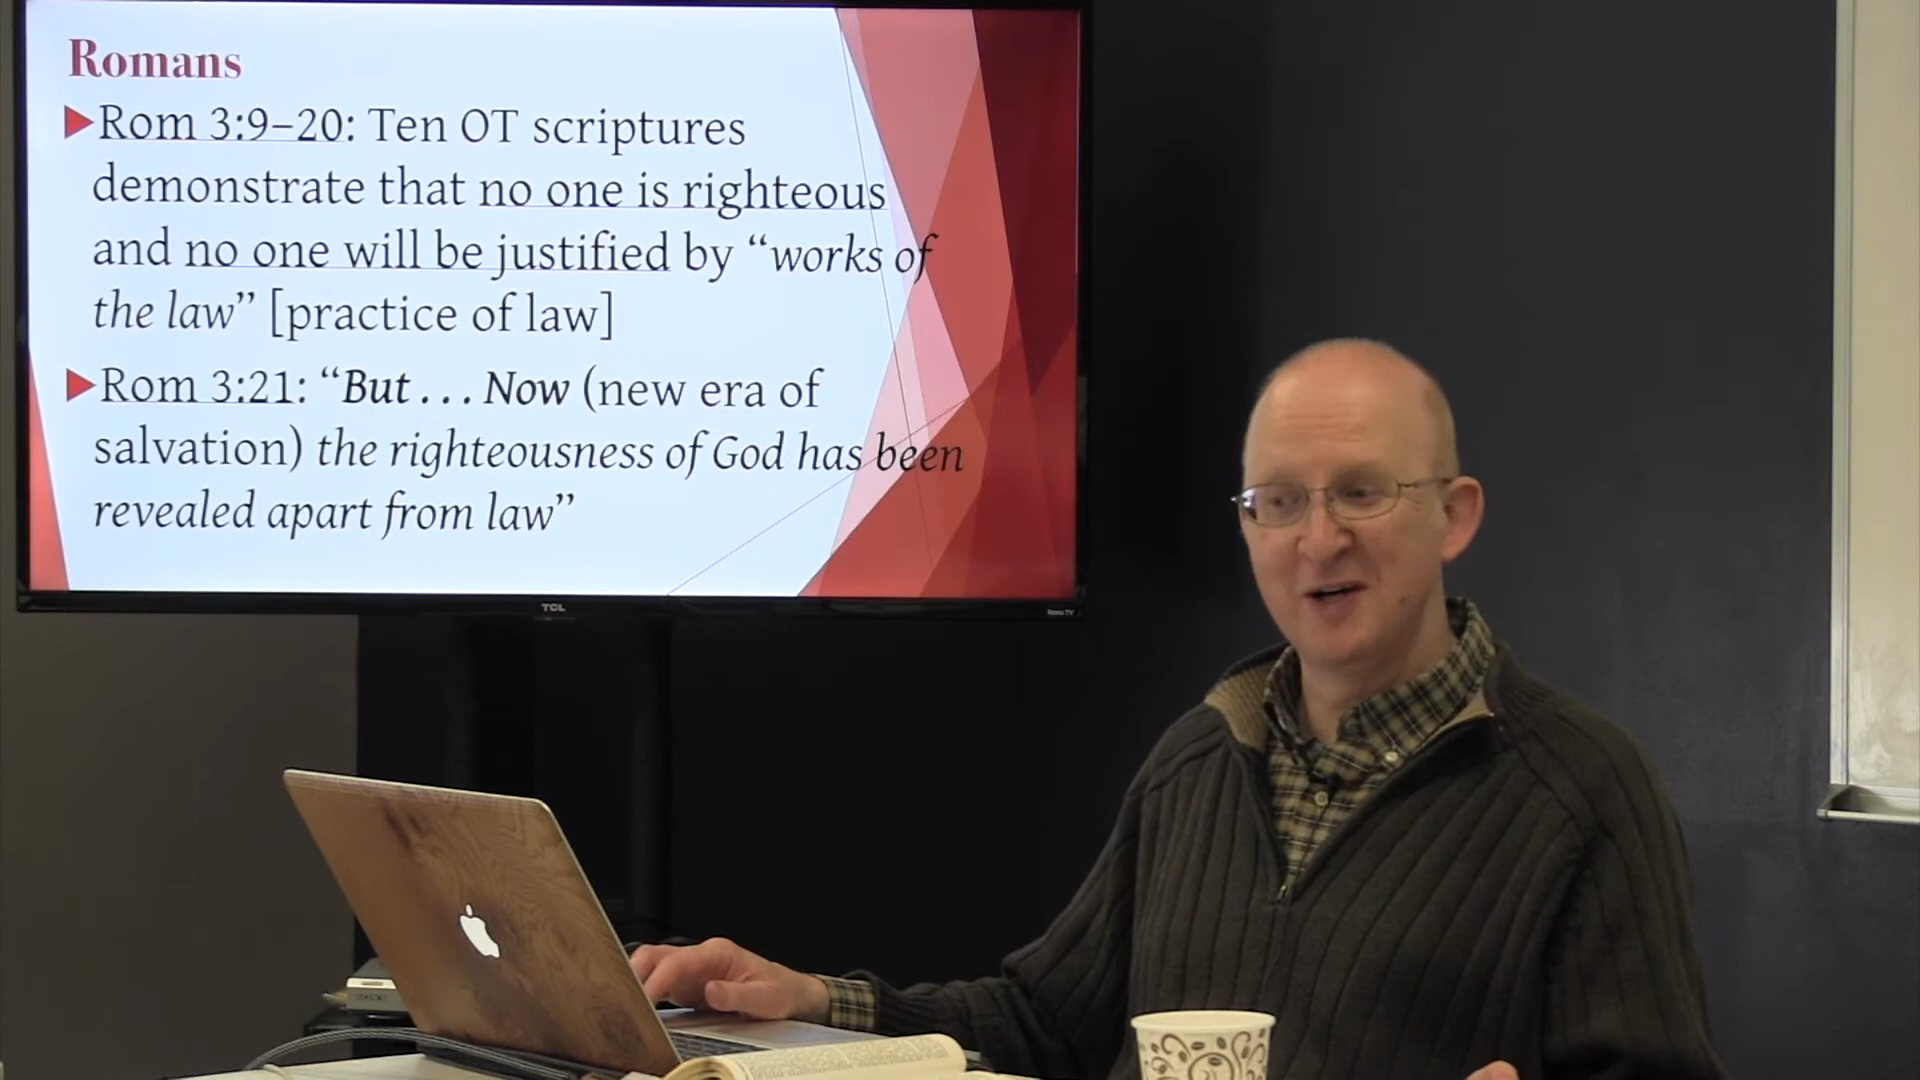 Romans
▶Rom 3:9–20: Ten OT scriptures
demonstrate that no one is righteous
and no one will be justified by “works of
the law” [practice of law]
▶Rom 3:21: “But . . . Now (new era of
salvation) the righteousness of God has been
revealed apart from law”
TCL
Roku TV